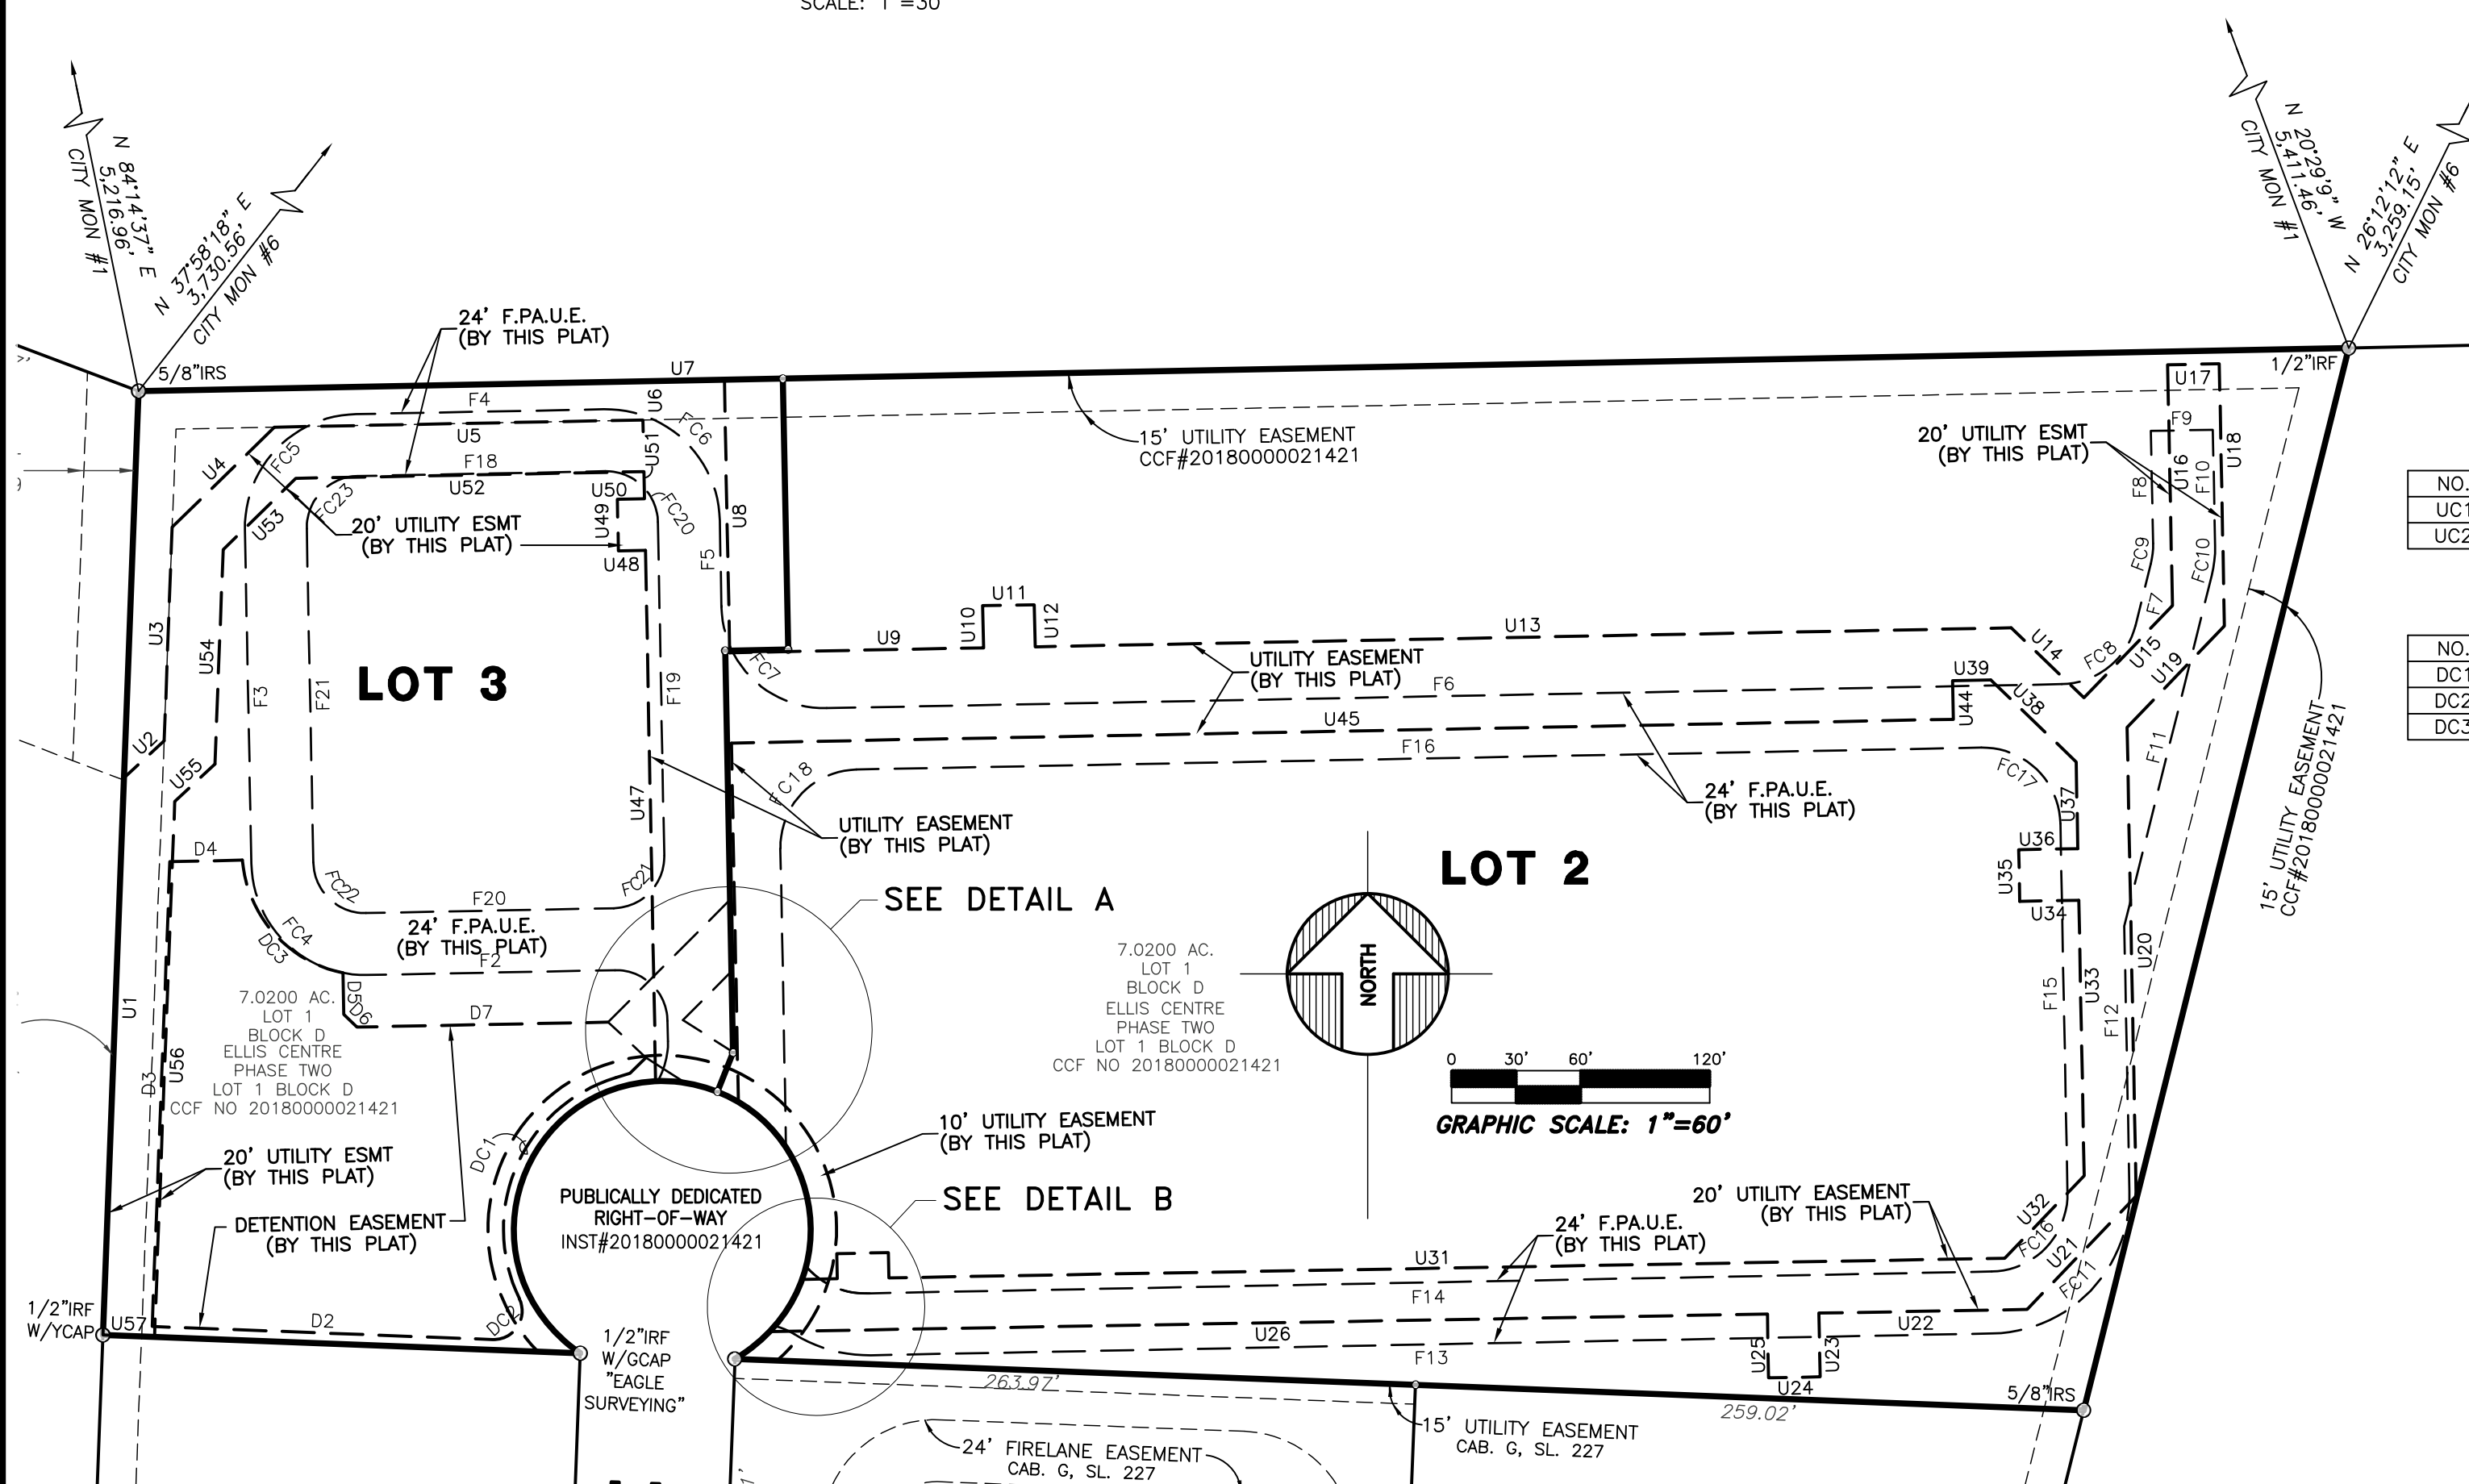 SCALE: 1"=30'
N 84°14'37" E
5,216.96'
CITY MON #1
N 37°58'18" E
3,730.56'
CITY MON #6
N 20°29'9" W
5,411.46'
CITY MON #1
N 26°12'12" E
3,259.15'
CITY MON #6
24' F.PA.U.E.
(BY THIS PLAT)
5/8"IRS
U7
1/2"IRF
F4
U6
FC6
U5
U4
FC5
F18
U51
U52
U50
U49
FC20
FC23
U53
20' UTILITY ESMT
(BY THIS PLAT)
U48
U8
F5
15' UTILITY EASEMENT
CCF#20180000021421
U17
F9
20' UTILITY ESMT
(BY THIS PLAT)
U18
U16
F10
F8
FC9
FC10
F7
NO.
UC1
UC2
NO.
DC1
DC2
DC3
U3
U54
F3
F21
LOT 3
F19
U2
U55
U47
U9
U10
U11
U12
U13
U14
FC8
U15
U19
FC7
UTILITY EASEMENT
(BY THIS PLAT)
F6
U39
U38
U44
U45
F16
FC18
FC17
F11
24' F.PA.U.E.
(BY THIS PLAT)
UTILITY EASEMENT
(BY THIS PLAT)
U37
U36
U35
U34
15' UTILITY EASEMENT
CCF#20180000021421
LOT 2
SEE DETAIL A
D4
FC22
FC21
F20
24' F.PA.U.E.
(BY THIS PLAT)
F2
FC4
DC3
D5
D6
D7
U1
7.0200 AC.
LOT 1
BLOCK D
ELLIS CENTRE
PHASE TWO
LOT 1 BLOCK D
CCF NO 20180000021421
D3
U56
7.0200 AC.
LOT 1
BLOCK D
ELLIS CENTRE
PHASE TWO
LOT 1 BLOCK D
CCF NO 20180000021421
NORTH
0 30' 60' 120'
GRAPHIC SCALE: 1"=60'
F15
U33
F12
U20
10' UTILITY EASEMENT
(BY THIS PLAT)
DC1
20' UTILITY ESMT
(BY THIS PLAT)
DETENTION EASEMENT
(BY THIS PLAT)
PUBLICALLY DEDICATED
RIGHT-OF-WAY
INST#20180000021421
SEE DETAIL B
20' UTILITY EASEMENT
(BY THIS PLAT)
24' F.PA.U.E.
(BY THIS PLAT)
U32
FC16
U21
FC11
U31
F14
U26
F13
U22
U25
U23
U24
1/2"IRF
W/YCAP
U57
D2
DC2
1/2"IRF
W/GCAP
"EAGLE
SURVEYING"
263.97'
259.02'
5/8"IRS
15' UTILITY EASEMENT
CAB. G, SL. 227
24' FIRELANE EASEMENT
CAB. G, SL. 227